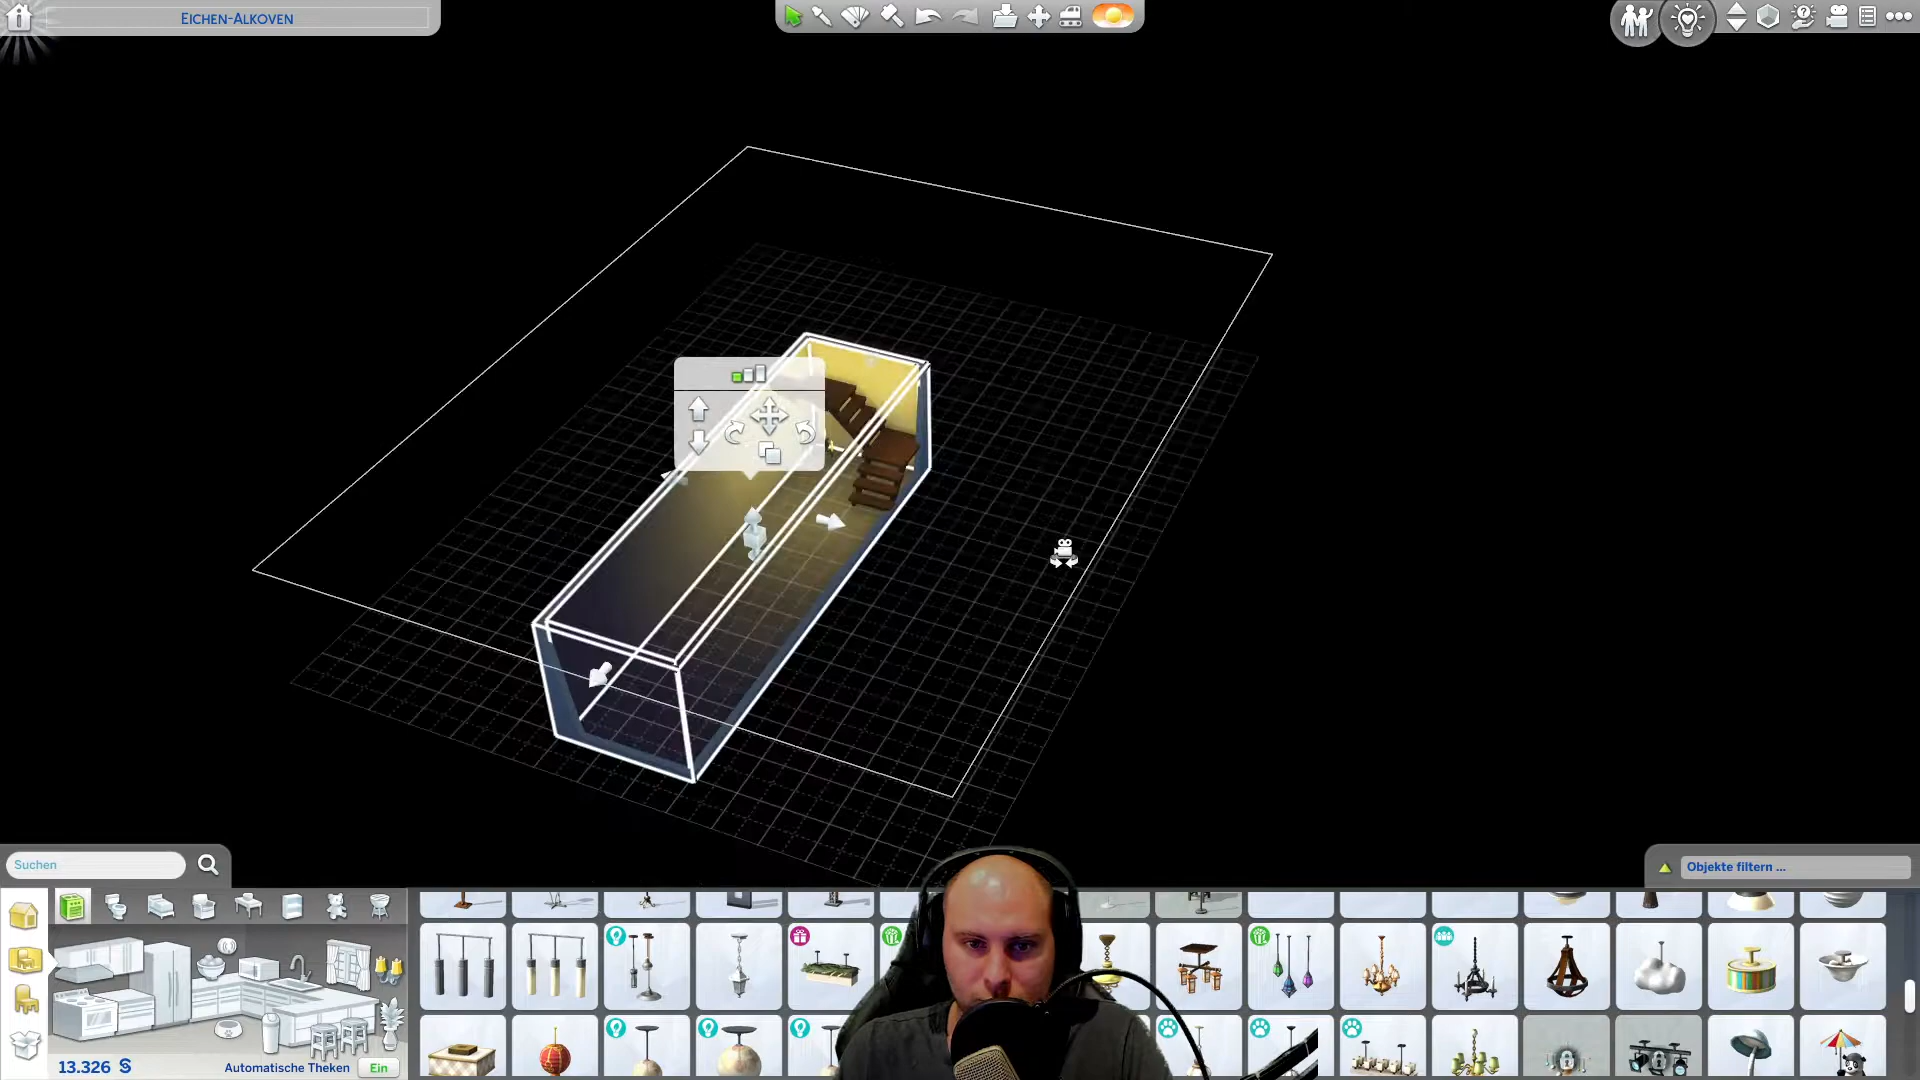 Eichen-Alkoven
Suchen
Objekte filtern ...
13.326 S
Automatische Theken
Ein